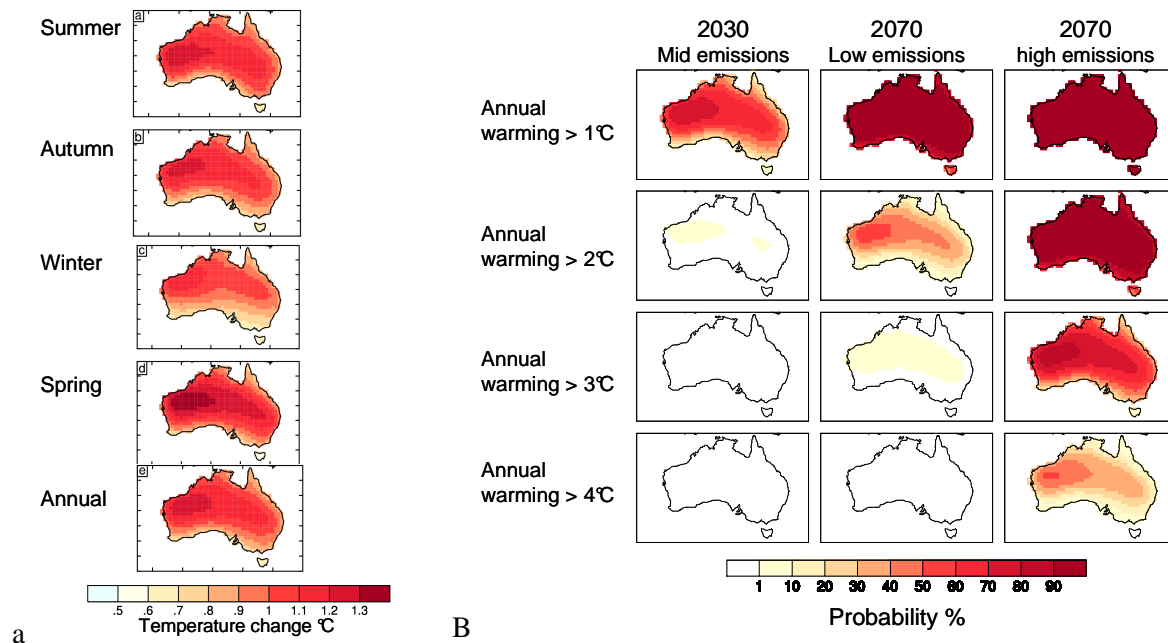 Summer
a
Autumn
b
Winter
c
Spring
d
Annual
e
.5 .6 .7 .8 .9 1 1.1 1.2 1.3
Temperature change °C
a
B
2030 2070 2070
Mid emissions Low emissions high emissions
Annual
warming > 1°C
Annual
warming > 2°C
Annual
warming > 3°C
Annual
warming > 4°C
1 10 20 30 40 50 60 70 80 90
Probability %